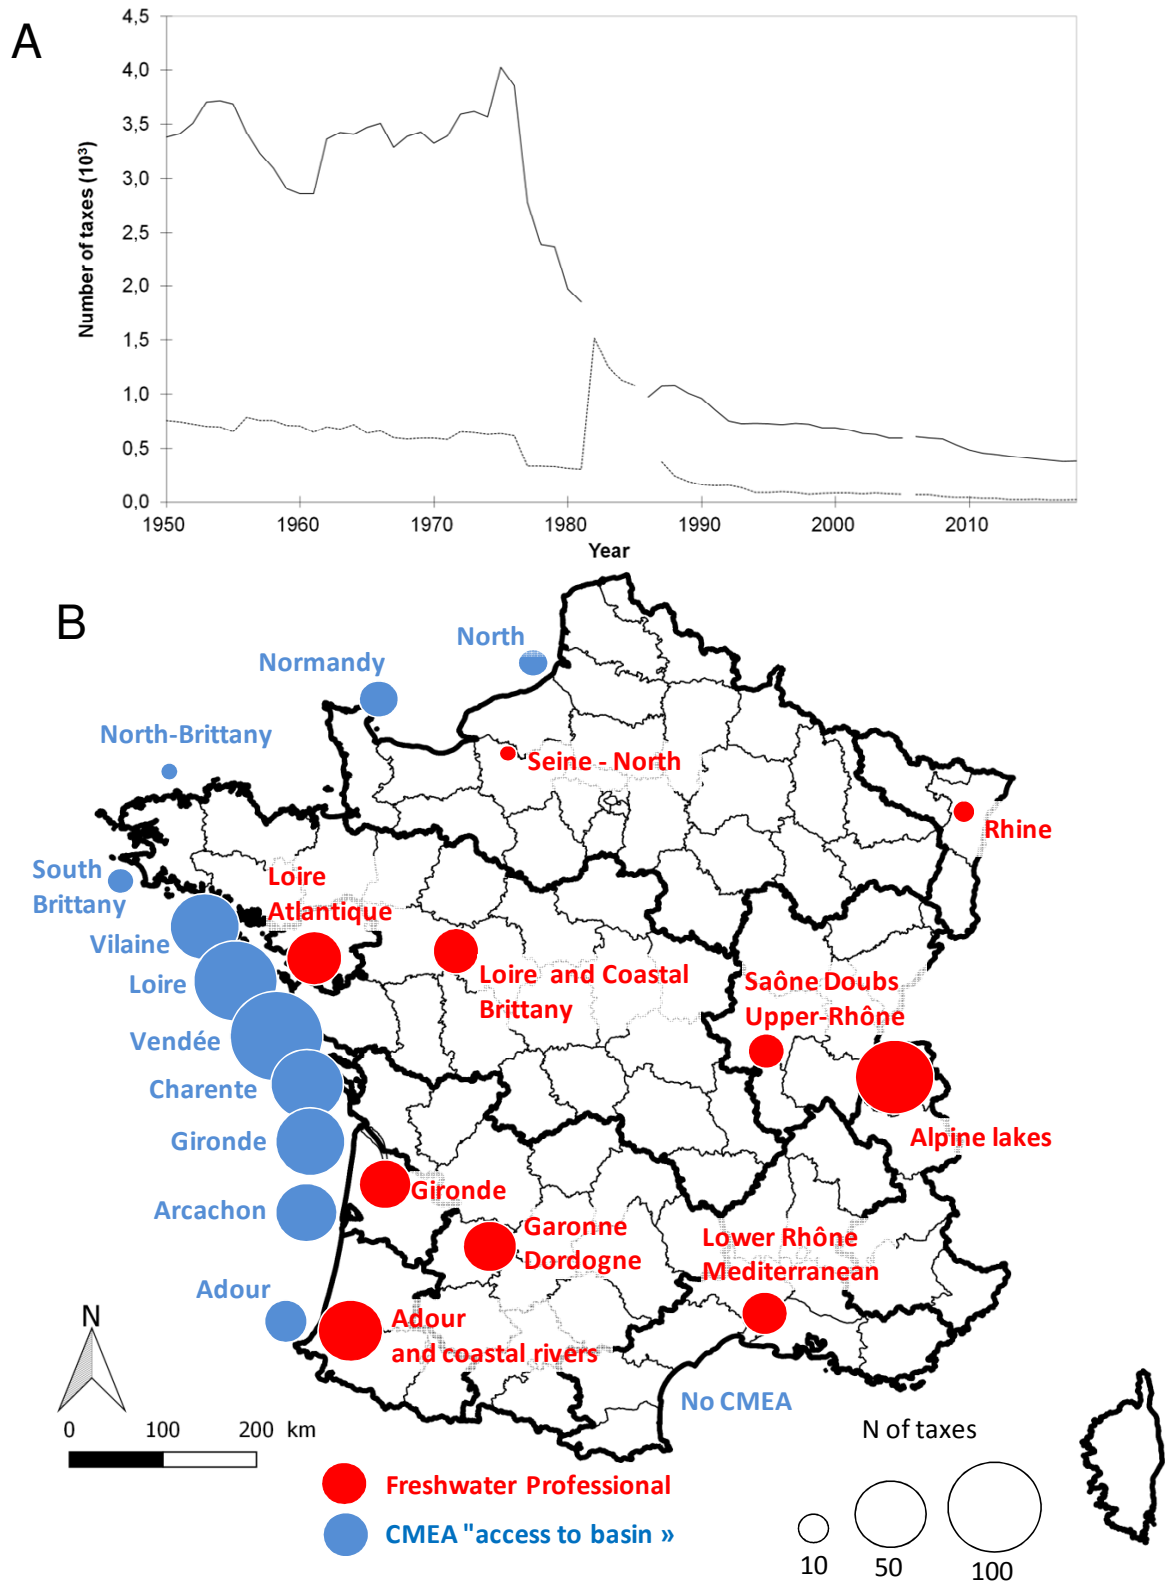 A
4,5
4,0
3,5
3,0
2,5
2,0
1,5
1,0
0,5
0,0
Number of taxes (10³)
1950 1960 1970 1980 1990 2000 2010
Year
B
North
Normandy
North-Brittany
Seine - North
Rhine
South
Brittany
Loire
Atlantique
Vilaine
Loire
Loire and Coastal
Brittany
Saône Doubs
Upper-Rhône
Vendée
Charente
Alpine lakes
Gironde
Gironde
Arcachon
Garonne
Dordogne
Lower Rhône
Mediterranean
Adour
Adour
and coastal rivers
N
No CMEA
0 100 200 km
N of taxes
10 50 100
Freshwater Professional
CMEA "access to basin »